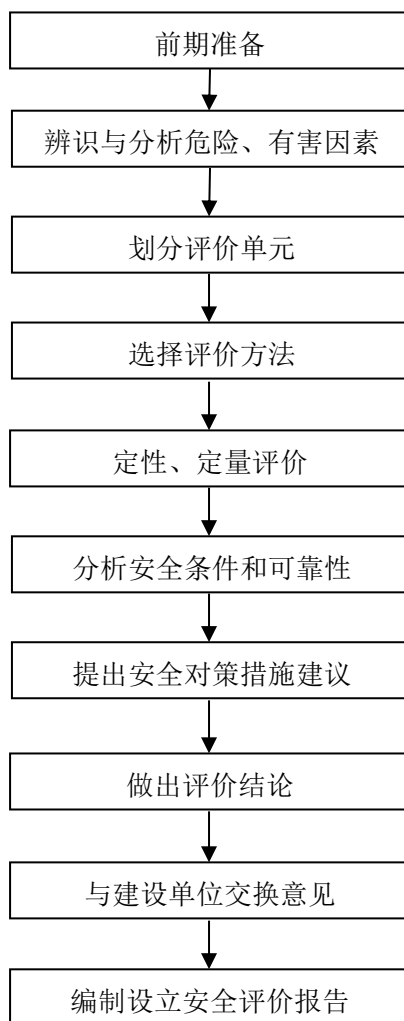 前期准备
辨识与分析危险、有害因素
划分评价单元
选择评价方法
定性、定量评价
分析安全条件和可靠性
提出安全对策措施建议
做出评价结论
与建设单位交换意见
编制设立安全评价报告